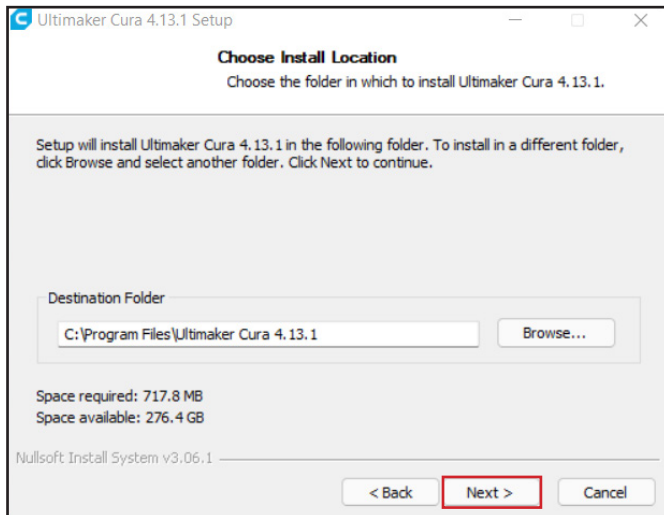 Ultimaker Cura 4.13.1 Setup
Choose Install Location
Choose the folder in which to install Ultimaker Cura 4.13.1.
Setup will install Ultimaker Cura 4.13.1 in the following folder. To install in a different folder,
click Browse and select another folder. Click Next to continue.
Destination Folder
C:\Program Files\Ultimaker Cura 4.13.1
Browse...
Space required: 717.8 MB
Space available: 276.4 GB
Nullsoft Install System v3.06.1
< Back Next > Cancel